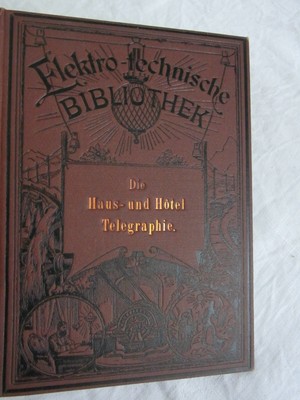 Elektro-technische
BIBLIOTHEK
Die
Haus- und Hôtel
Telegraphie.